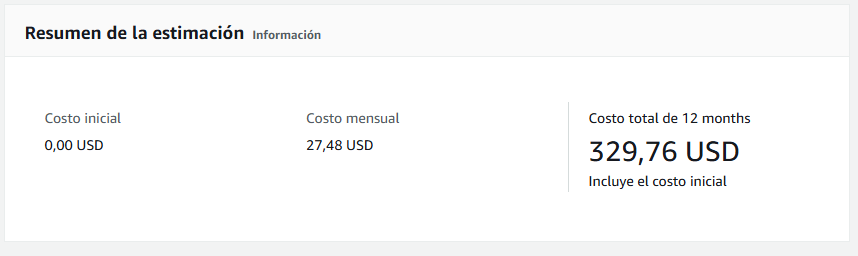 Resumen de la estimación Información
Costo inicial
0,00 USD
Costo mensual
27,48 USD
Costo total de 12 months
329,76 USD
Incluye el costo inicial